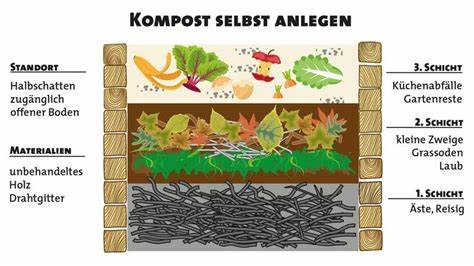 Kompost selbst anlegen
Standort
Halbschatten
zugänglich
offener Boden
Materialien
unbehandeltes
Holz
Drahtgitter
3. Schicht
Küchenabfälle
Gartenreste
2. Schicht
kleine Zweige
Grassoden
Laub
1. Schicht
Äste, Reisig